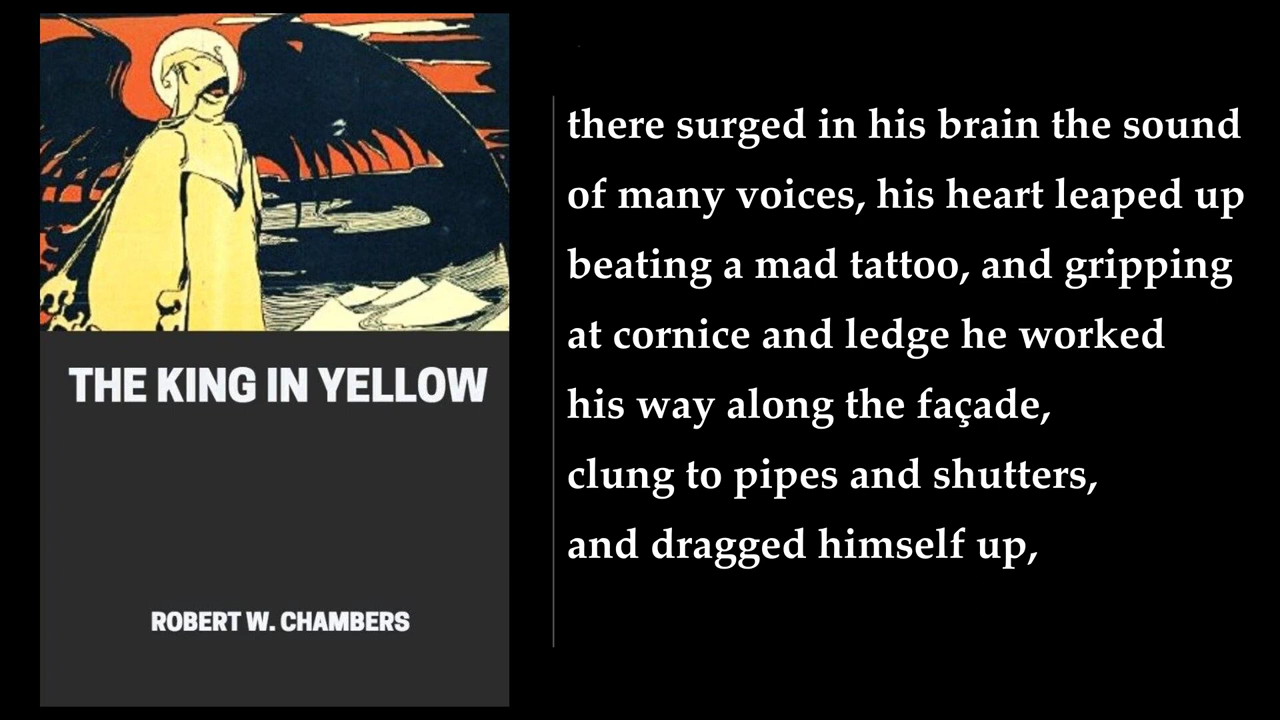 THE KING IN YELLOW
ROBERT W. CHAMBERS
there surged in his brain the sound
of many voices, his heart leaped up
beating a mad tattoo, and gripping
at cornice and ledge he worked
his way along the façade,
clung to pipes and shutters,
and dragged himself up,